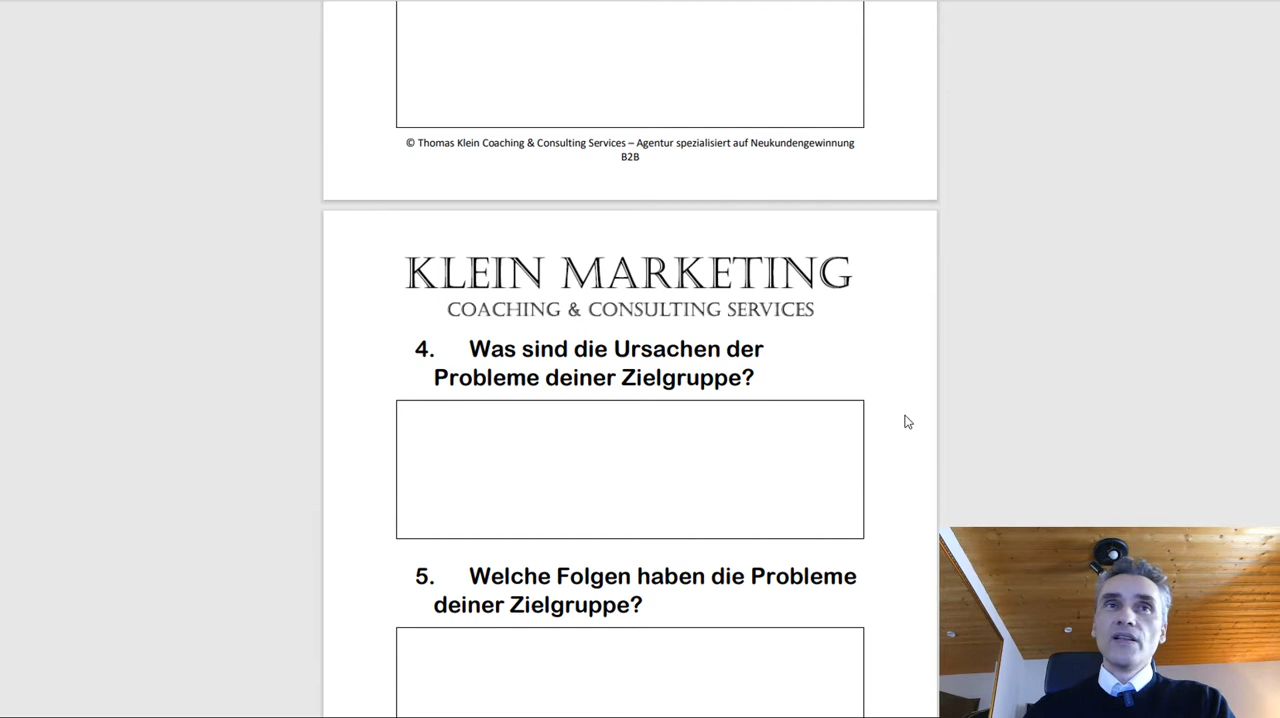 © Thomas Klein Coaching & Consulting Services – Agentur spezialisiert auf Neukundengewinnung
B2B
KLEIN MARKETING
COACHING & CONSULTING SERVICES
4. Was sind die Ursachen der
Probleme deiner Zielgruppe?
5. Welche Folgen haben die Probleme
deiner Zielgruppe?